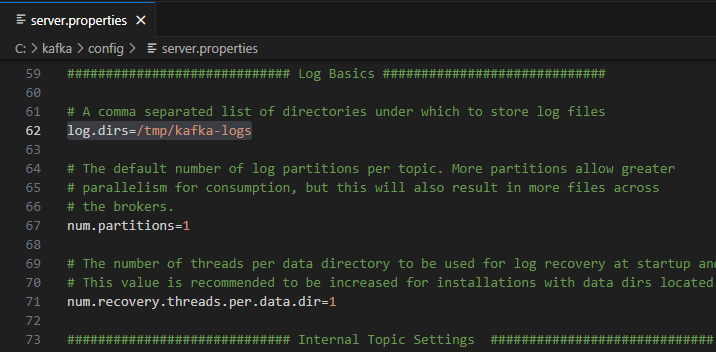 server.properties
C: > kafka > config > server.properties
59 ############################# Log Basics #############################
60
61 # A comma separated list of directories under which to store log files
62 log.dirs=/tmp/kafka-logs
63
64 # The default number of log partitions per topic. More partitions allow greater
65 # parallelism for consumption, but this will also result in more files across
66 # the brokers.
67 num.partitions=1
68
69 # The number of threads per data directory to be used for log recovery at startup and
70 # This value is recommended to be increased for installations with data dirs located
71 num.recovery.threads.per.data.dir=1
72
73 ############################# Internal Topic Settings #############################